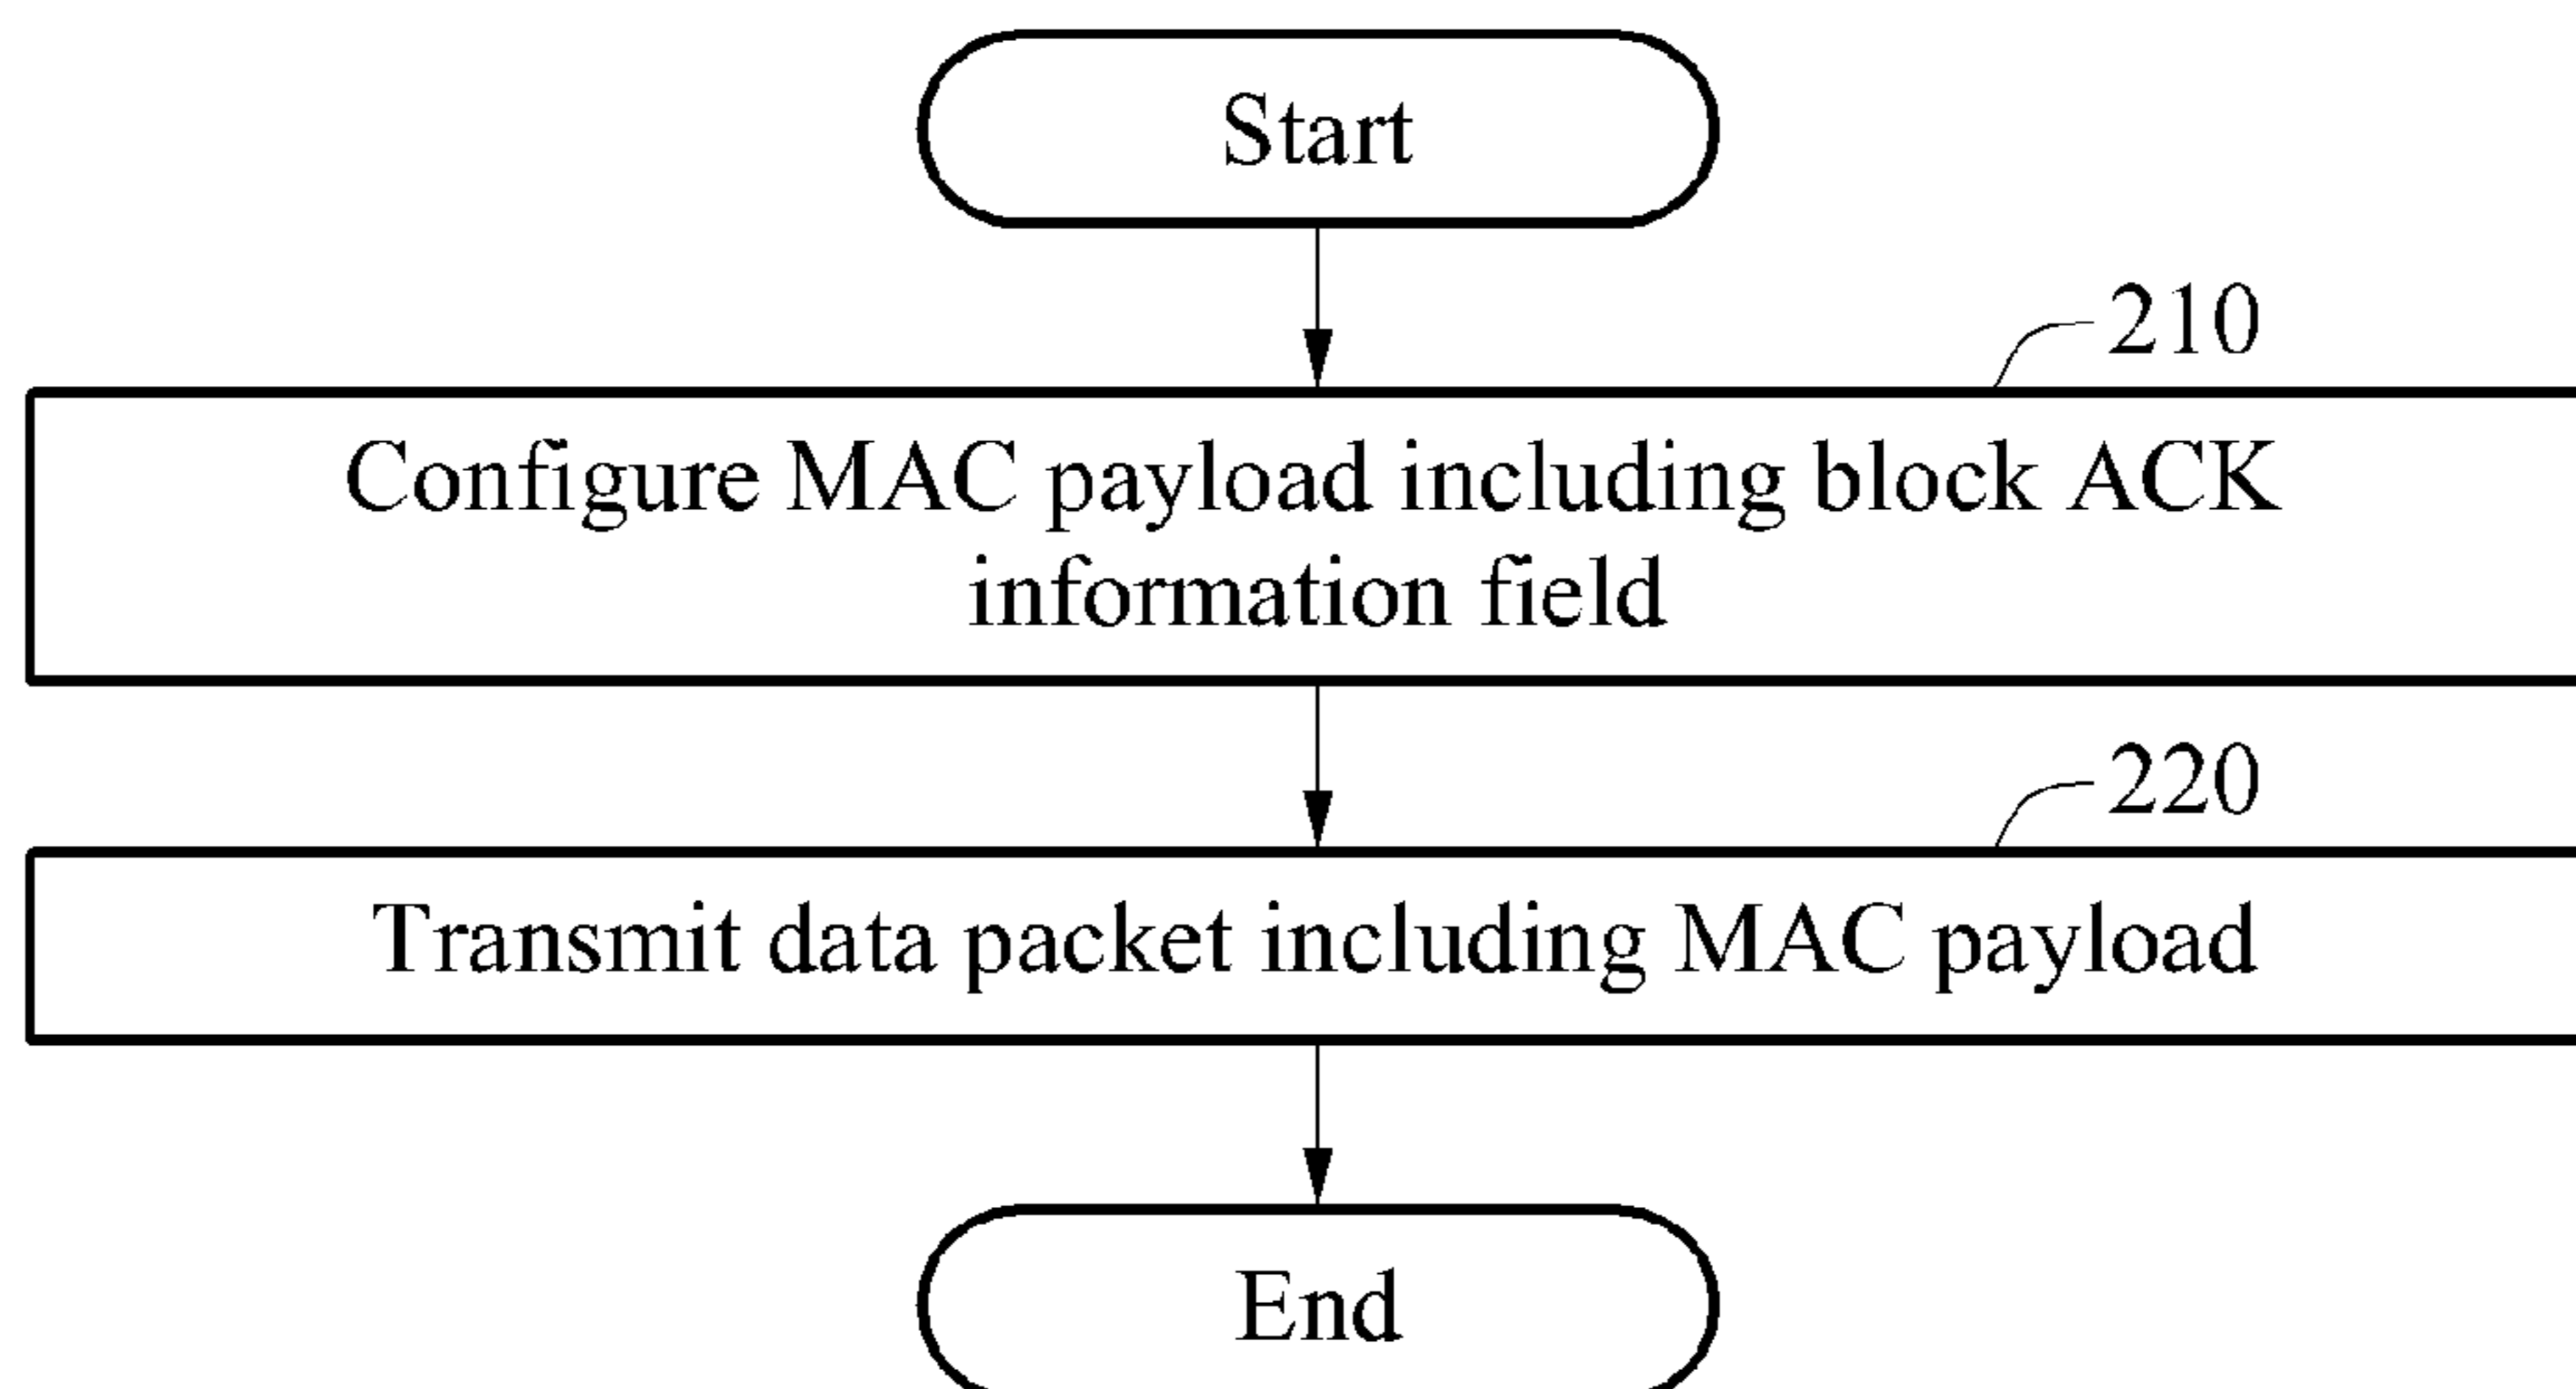 Start
210
Configure MAC payload including block ACK
information field
220
Transmit data packet including MAC payload
End